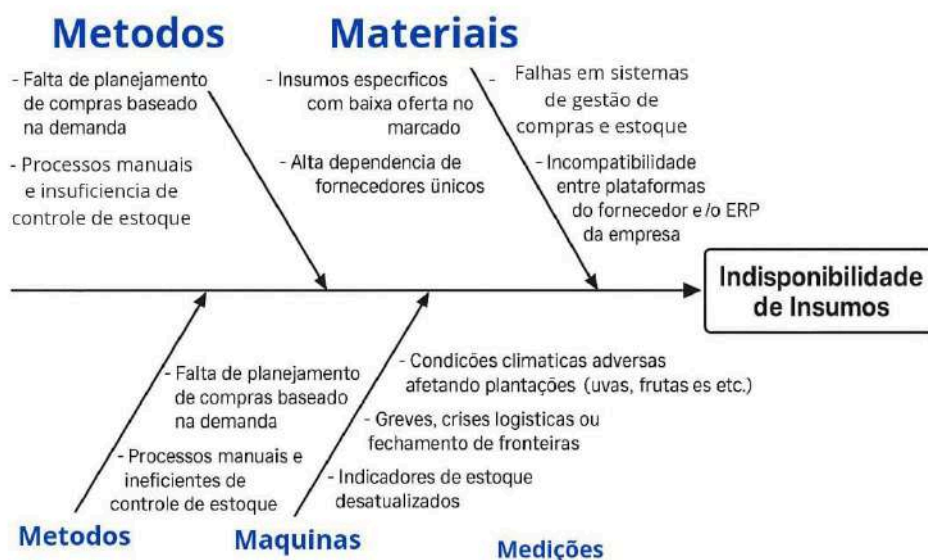 Metodos
- Falta de planejamento
de compras baseado
na demanda
- Processos manuais
e insuficiencia de
controle de estoque
Materiais
- Insumos específicos
com baixa oferta no
marcado
- Alta dependencia de
fornecedores únicos
- Falhas em sistemas
de gestão de
compras e estoque
- Incompatibilidade
entre plataformas
do fornecedor e/o ERP
da empresa
Indisponibilidade
de Insumos
- Falta de planejamento
de compras baseado
na demanda
- Processos manuais e
ineficientes de
controle de estoque
Metodos
- Condicões climaticas adversas
afetando plantações (uvas, frutas es etc.)
- Greves, crises logísticas ou
fechamento de fronteiras
- Indicadores de estoque
desatualizados
Maquinas
Medições